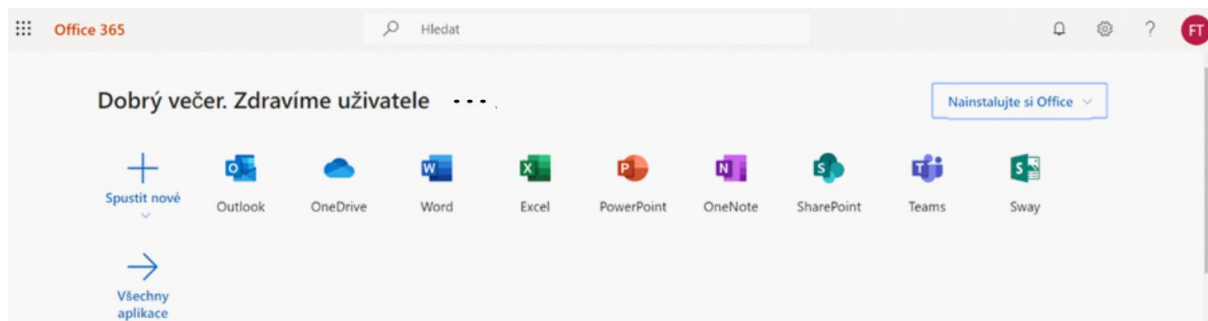 Office 365
Hledat
?
FT
Dobrý večer. Zdravíme uživatele ...
Nainstalujte si Office
Spustit nové
Outlook
OneDrive
Word
Excel
PowerPoint
OneNote
SharePoint
Teams
Sway
Všechny
aplikace